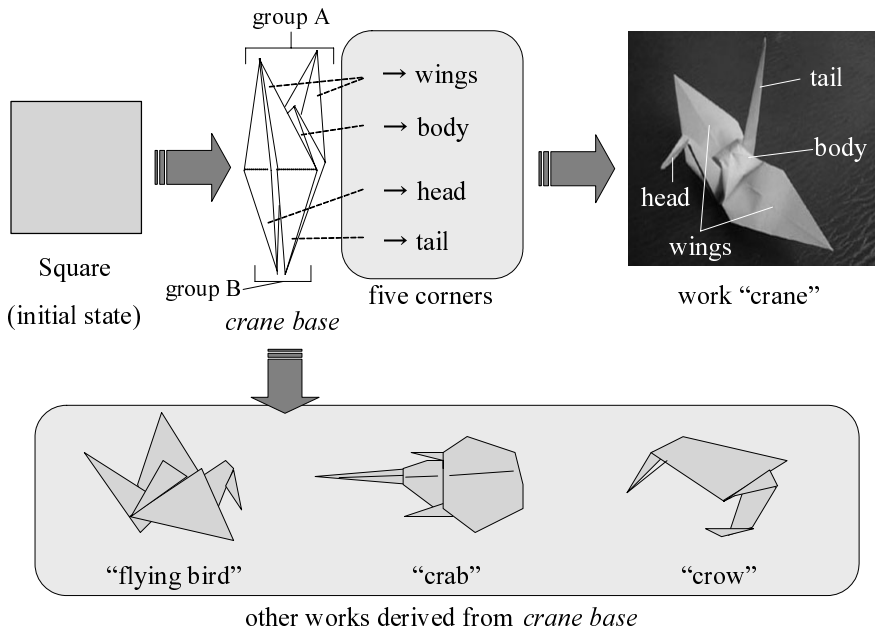 group A
→ wings
→ body
→ head
→ tail
group B
five corners
crane base
Square
(initial state)
tail
body
head
wings
work “crane”
“flying bird”
“crab”
“crow”
other works derived from crane base